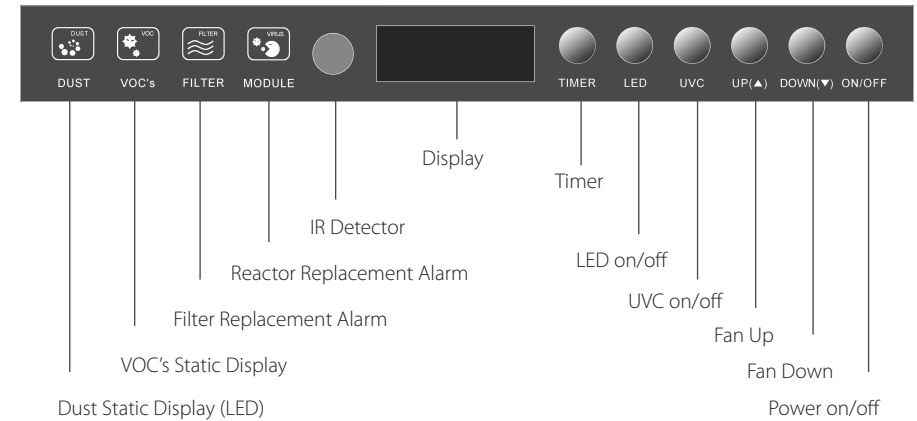 DUST VOC FILTER VIRUS
DUST VOC's FILTER MODULE TIMER LED UVC UP(▲) DOWN(▼) ON/OFF
Display
Timer
IR Detector
LED on/off
Reactor Replacement Alarm
UVC on/off
Filter Replacement Alarm
Fan Up
VOC's Static Display
Fan Down
Dust Static Display (LED)
Power on/off